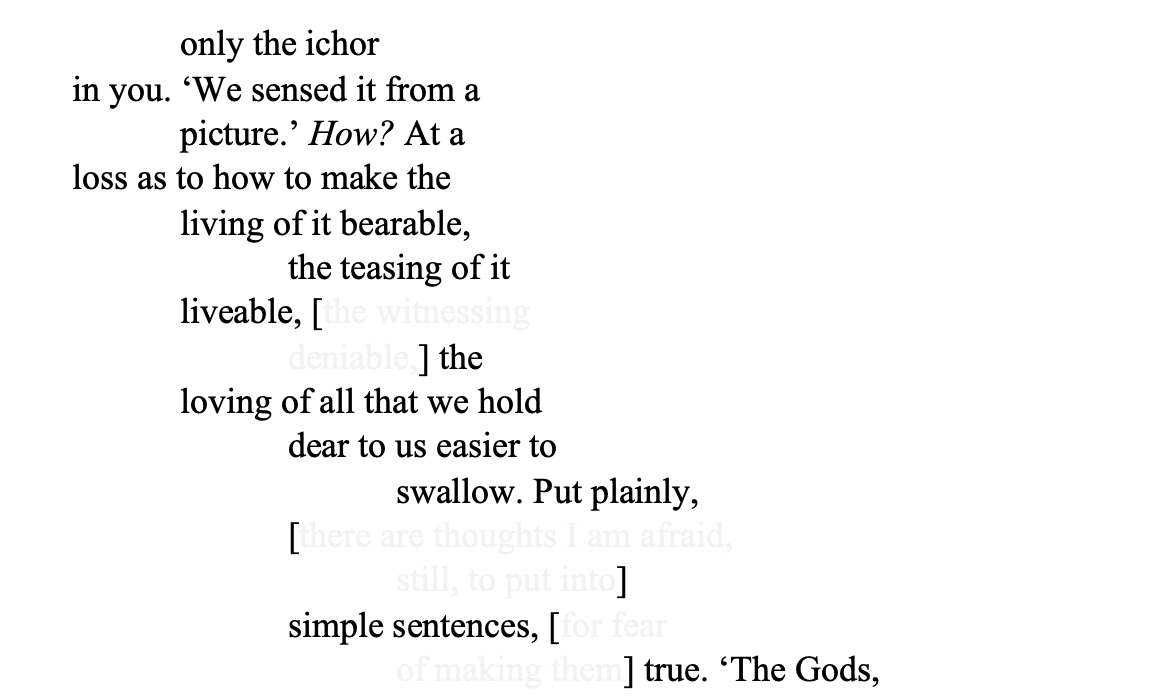 only the ichor
in you. ‘We sensed it from a
picture.’ How? At a
loss as to how to make the
living of it bearable,
the teasing of it
liveable, [the witnessing
deniable,] the
loving of all that we hold
dear to us easier to
swallow. Put plainly,
[there are thoughts I am afraid,
still, to put into]
simple sentences, [for fear
of making them] true. ‘The Gods,